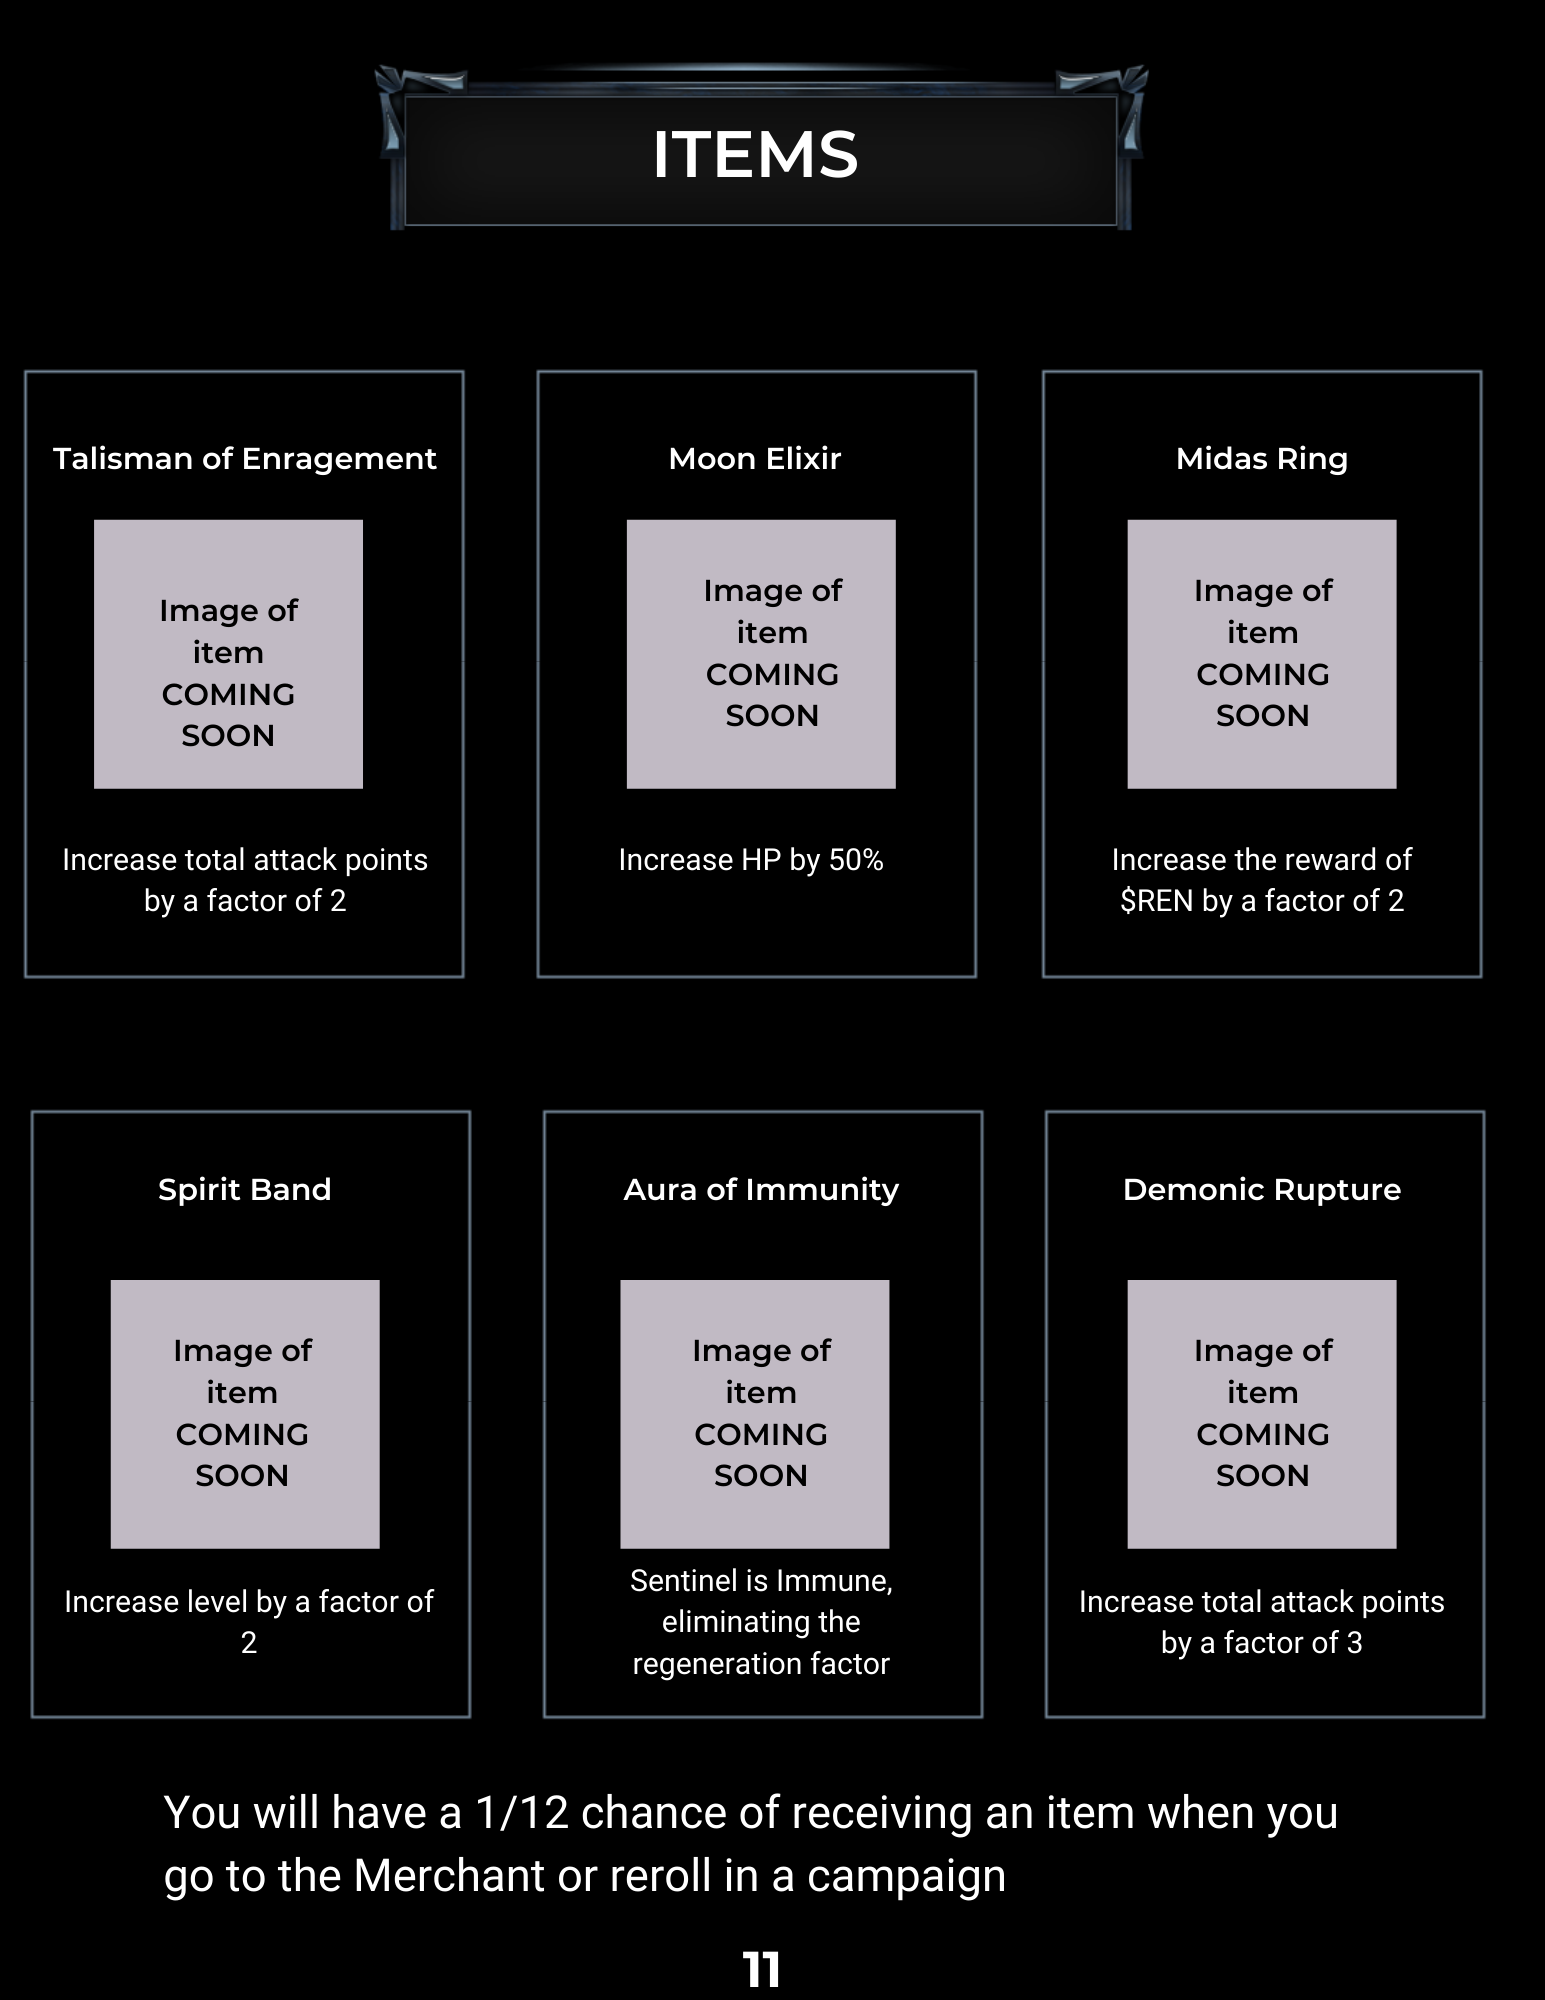 ITEMS
Talisman of Enragement
Image of
item
COMING
SOON
Increase total attack points
by a factor of 2
Moon Elixir
Image of
item
COMING
SOON
Increase HP by 50%
Midas Ring
Image of
item
COMING
SOON
Increase the reward of
$REN by a factor of 2
Spirit Band
Image of
item
COMING
SOON
Increase level by a factor of
2
Aura of Immunity
Image of
item
COMING
SOON
Sentinel is Immune,
eliminating the
regeneration factor
Demonic Rupture
Image of
item
COMING
SOON
Increase total attack points
by a factor of 3
You will have a 1/12 chance of receiving an item when you
go to the Merchant or reroll in a campaign
11